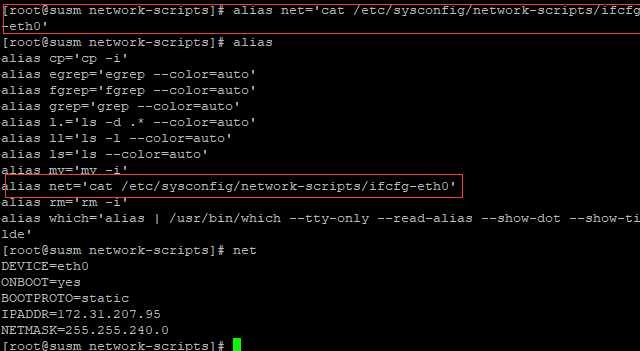 [root@susm network-scripts]# alias net='cat /etc/sysconfig/network-scripts/ifcfg
-eth0'
[root@susm network-scripts]# alias
alias cp='cp -i'
alias egrep='egrep --color=auto'
alias fgrep='fgrep --color=auto'
alias grep='grep --color=auto'
alias l.='ls -d .* --color=auto'
alias ll='ls -l --color=auto'
alias ls='ls --color=auto'
alias mv='mv -i'
alias net='cat /etc/sysconfig/network-scripts/ifcfg-eth0'
alias rm='rm -i'
alias which='alias | /usr/bin/which --tty-only --read-alias --show-dot --show-ti
lde'
[root@susm network-scripts]# net
DEVICE=eth0
ONBOOT=yes
BOOTPROTO=static
IPADDR=172.31.207.95
NETMASK=255.255.240.0
[root@susm network-scripts]#